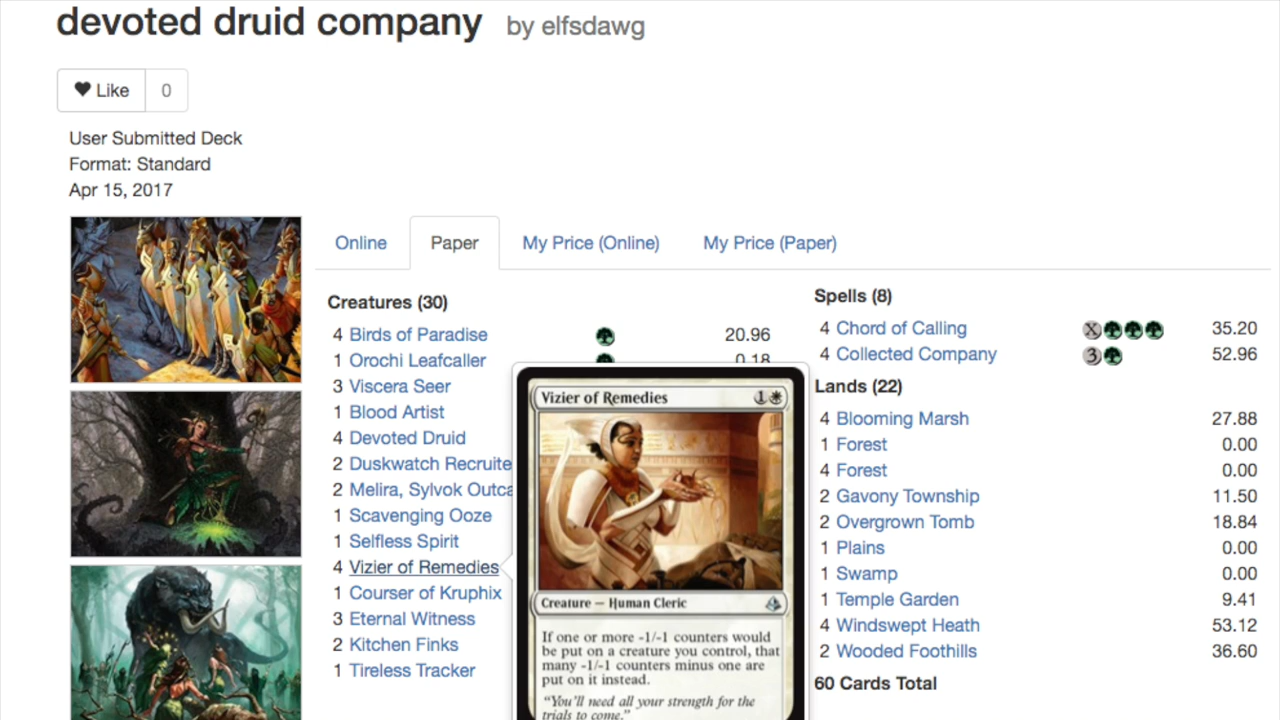 devoted druid company by elfsdawg
Like 0
User Submitted Deck
Format: Standard
Apr 15, 2017
Online Paper My Price (Online) My Price (Paper)
Creatures (30)
4 Birds of Paradise 20.96
1 Orochi Leafcaller 0.18
3 Viscera Seer
1 Blood Artist
4 Devoted Druid
2 Duskwatch Recruite
2 Melira, Sylvok Outca
1 Scavenging Ooze
1 Selfless Spirit
4 Vizier of Remedies
1 Courser of Kruphix
3 Eternal Witness
2 Kitchen Finks
1 Tireless Tracker
Vizier of Remedies 1
Creature — Human Cleric
If one or more -1/-1 counters would
be put on a creature you control, that
many -1/-1 counters minus one are
put on it instead.
“You’ll need all your strength for the
trials to come.”
Spells (8)
4 Chord of Calling X 35.20
4 Collected Company 3 52.96
Lands (22)
4 Blooming Marsh 27.88
1 Forest 0.00
4 Forest 0.00
2 Gavony Township 11.50
2 Overgrown Tomb 18.84
1 Plains 0.00
1 Swamp 0.00
1 Temple Garden 9.41
4 Windswept Heath 53.12
2 Wooded Foothills 36.60
60 Cards Total